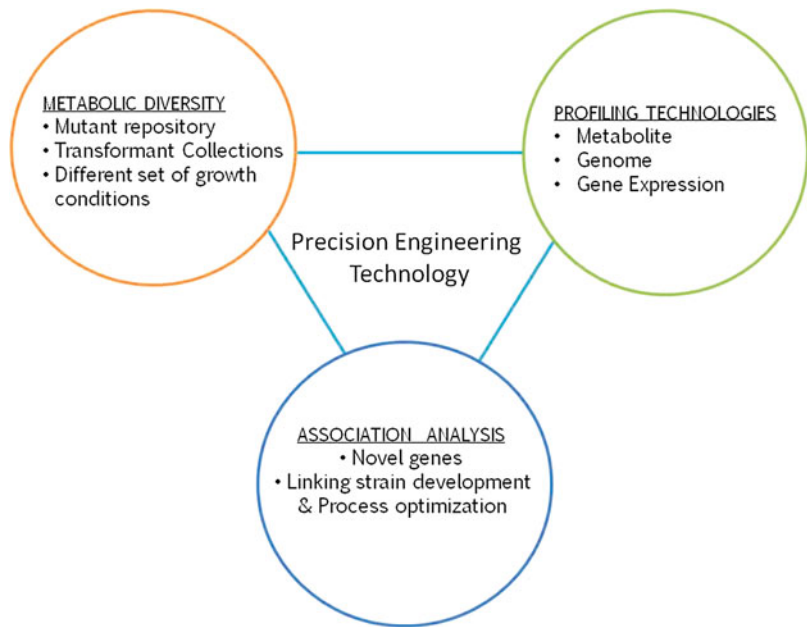 METABOLIC DIVERSITY
• Mutant repository
• Transformant Collections
• Different set of growth
conditions
PROFILING TECHNOLOGIES
• Metabolite
• Genome
• Gene Expression
Precision Engineering
Technology
ASSOCIATION ANALYSIS
• Novel genes
• Linking strain development
& Process optimization